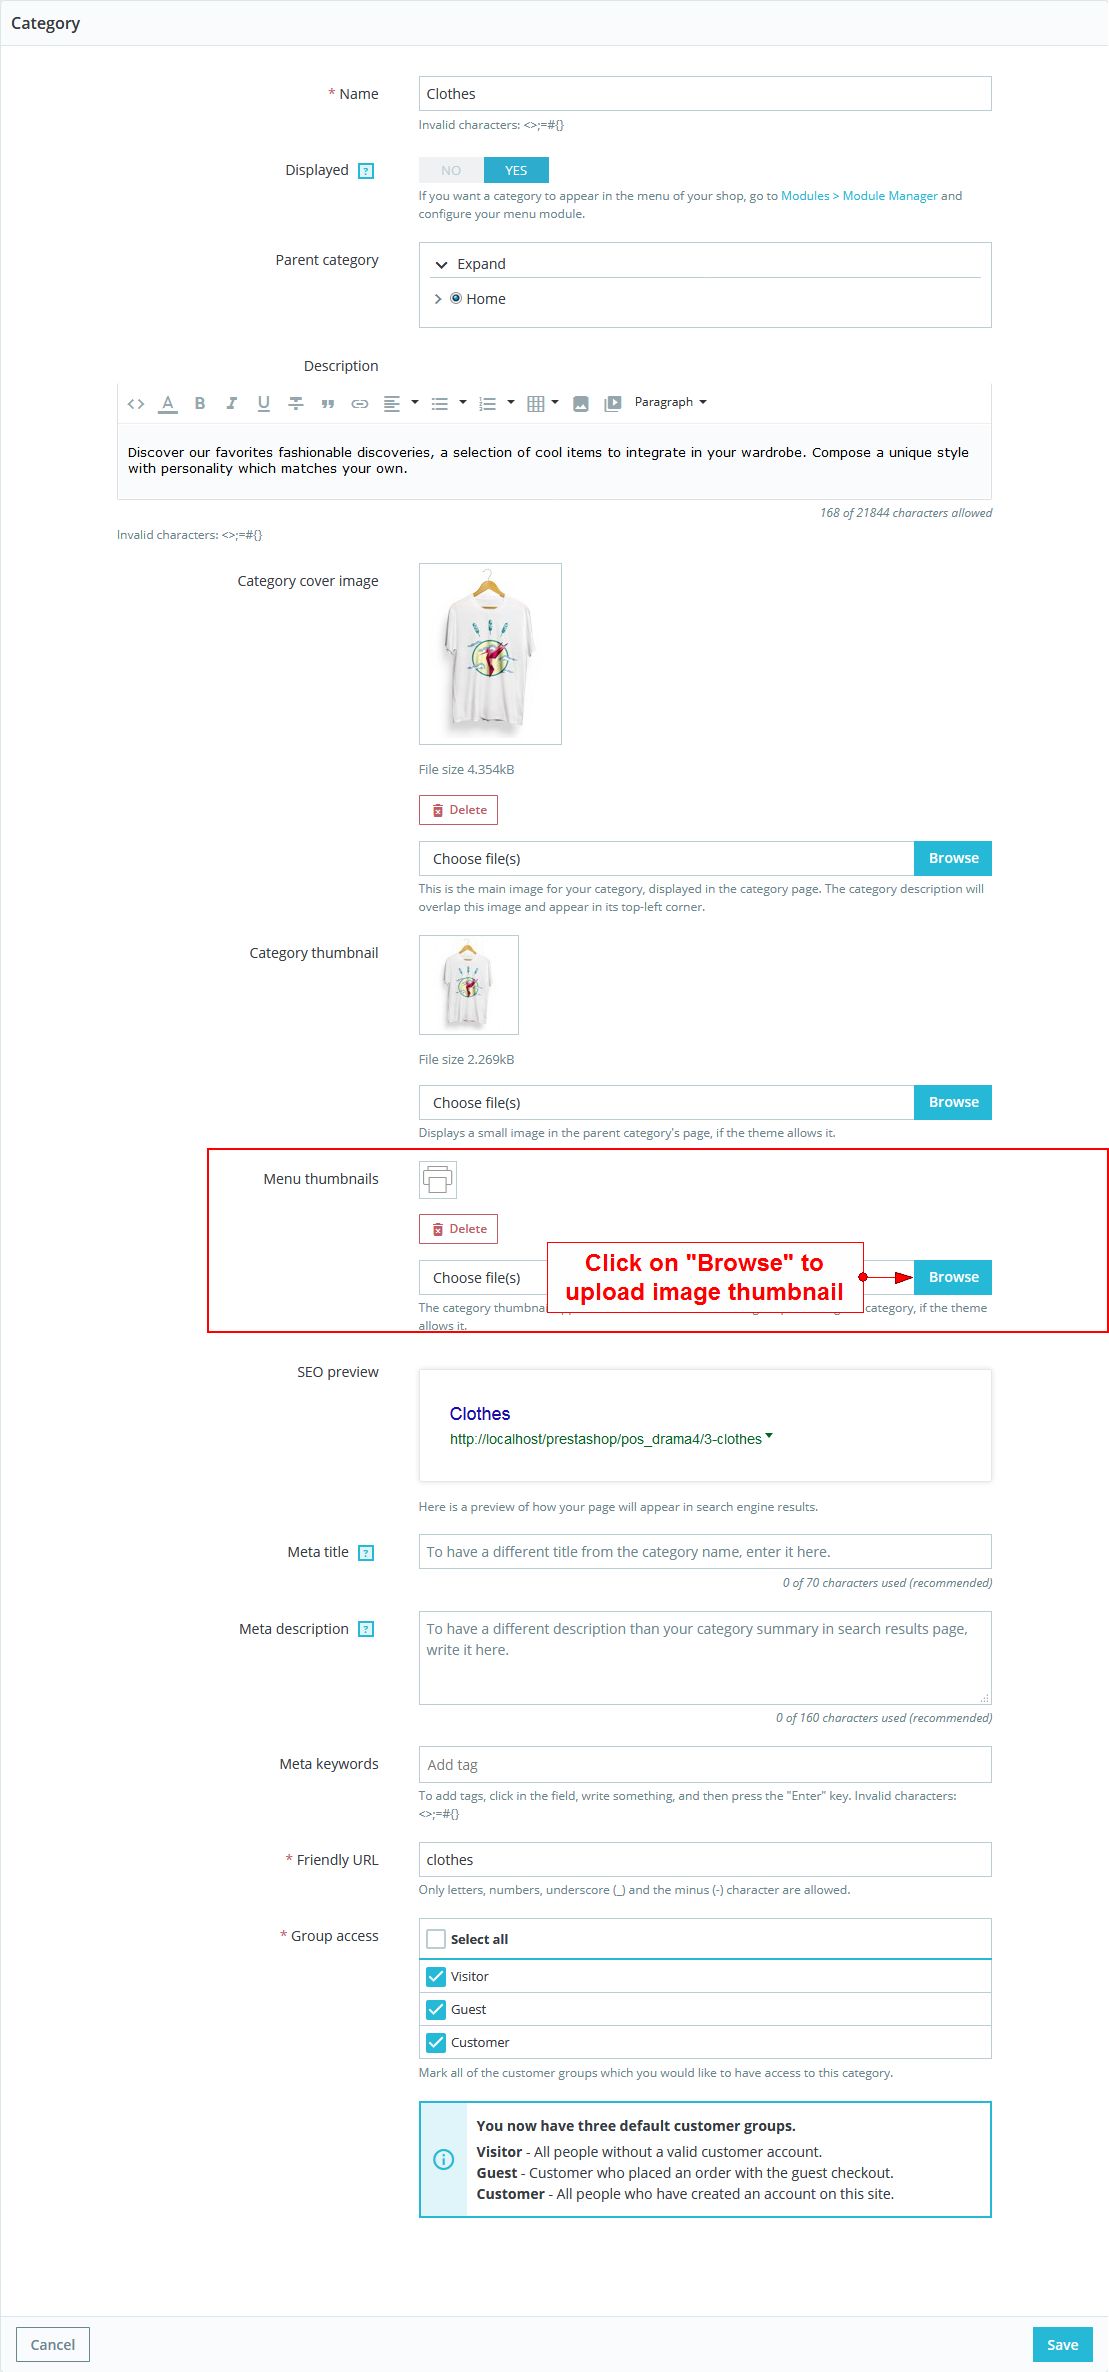 Category
* Name
Clothes
Invalid characters: <>;=#{}
Displayed ?
NO YES
If you want a category to appear in the menu of your shop, go to Modules > Module Manager and
configure your menu module.
Parent category
Expand
Home
Description
<> A B I U Paragraph
Discover our favorites fashionable discoveries, a selection of cool items to integrate in your wardrobe. Compose a unique style
with personality which matches your own.
168 of 21844 characters allowed
Invalid characters: <>;=#{}
Category cover image
File size 4.354kB
Delete
Choose file(s) Browse
This is the main image for your category, displayed in the category page. The category description will
overlap this image and appear in its top-left corner.
Category thumbnail
File size 2.269kB
Choose file(s) Browse
Displays a small image in the parent category's page, if the theme allows it.
Menu thumbnails
Delete
Choose file(s)
Click on "Browse" to
upload image thumbnail
Browse
The category category, if the theme
allows it.
SEO preview
Clothes
http://localhost/prestashop/pos_drama4/3-clothes
Here is a preview of how your page will appear in search engine results.
Meta title ?
To have a different title from the category name, enter it here.
0 of 70 characters used (recommended)
Meta description ?
To have a different description than your category summary in search results page,
write it here.
0 of 160 characters used (recommended)
Meta keywords
Add tag
To add tags, click in the field, write something, and then press the "Enter" key. Invalid characters:
<>;=#{}
* Friendly URL
clothes
Only letters, numbers, underscore (_) and the minus (-) character are allowed.
* Group access
Select all
Visitor
Guest
Customer
Mark all of the customer groups which you would like to have access to this category.
You now have three default customer groups.
Visitor - All people without a valid customer account.
Guest - Customer who placed an order with the guest checkout.
Customer - All people who have created an account on this site.
Cancel
Save